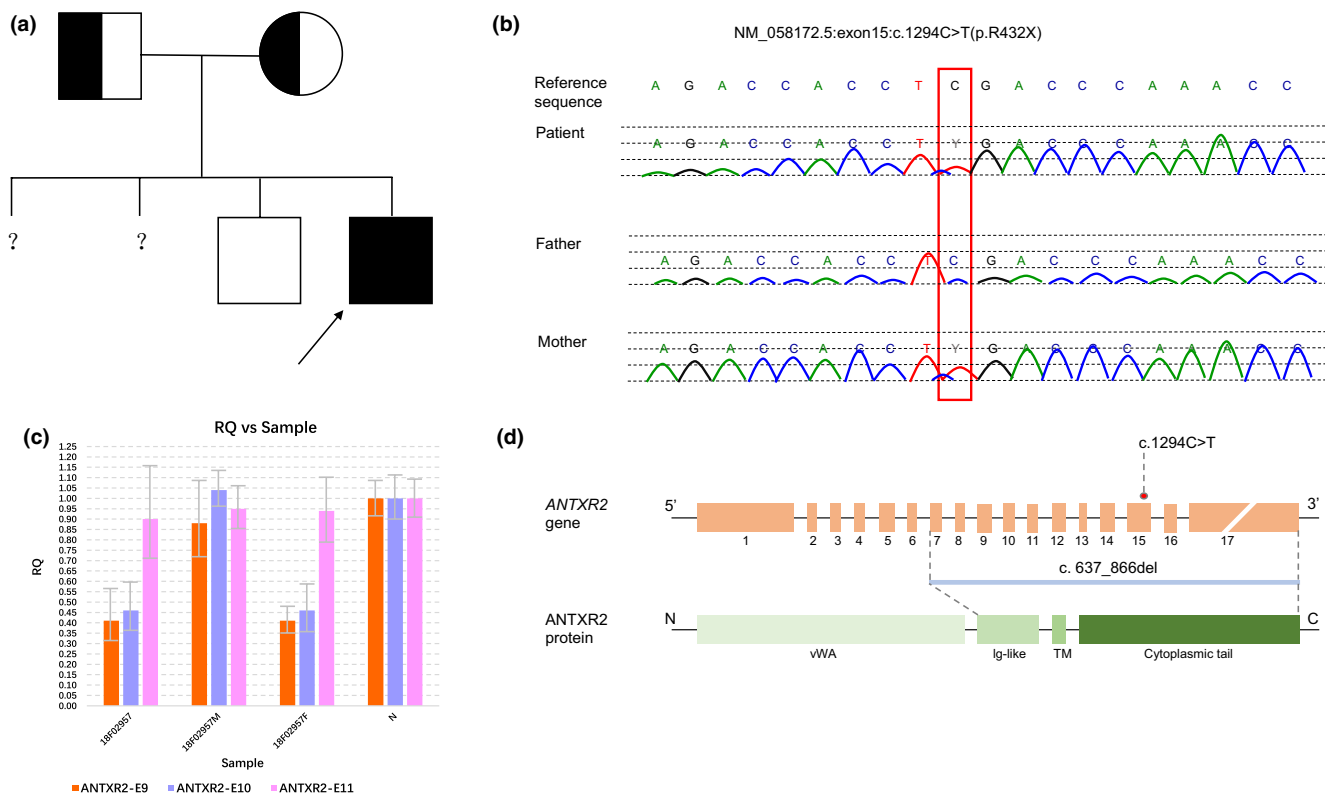 (a)
? ?
(b)
NM_058172.5:exon15:c.1294C>T(p.R432X)
Reference
sequence
A G A C C A C C T C G A C C C A A A C C
Patient
A G A C C A C C T Y G A C C C A A A C C
Father
A G A C C A C C T C G A C C C A A A C C
Mother
A G A C C A C C T Y G A C C C A A A C C
(c)
RQ vs Sample
RQ
1.25
1.20
1.15
1.10
1.05
1.00
0.95
0.90
0.85
0.80
0.75
0.70
0.65
0.60
0.55
0.50
0.45
0.40
0.35
0.30
0.25
0.20
0.15
0.10
0.05
0.00
18F02957 18F02957M 18F02957F N
Sample
ANTXR2-E9 ANTXR2-E10 ANTXR2-E11
(d)
c.1294C>T
ANTXR2
gene
5’ 3’
1 2 3 4 5 6 7 8 9 10 11 12 13 14 15 16 17
c. 637_866del
ANTXR2
protein
N C
vWA Ig-like TM Cytoplasmic tail